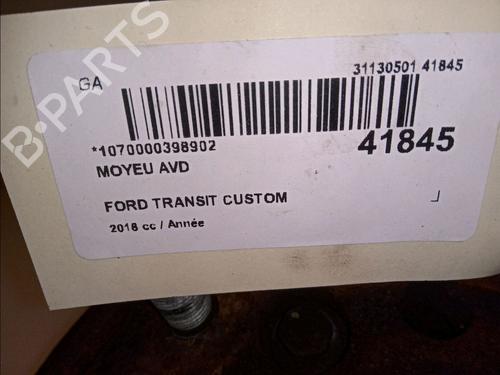 B-PARTS
GA
31130501 41845
*1070000398902
41845
MOYEU AVD
FORD TRANSIT CUSTOM
2018 cc / Année